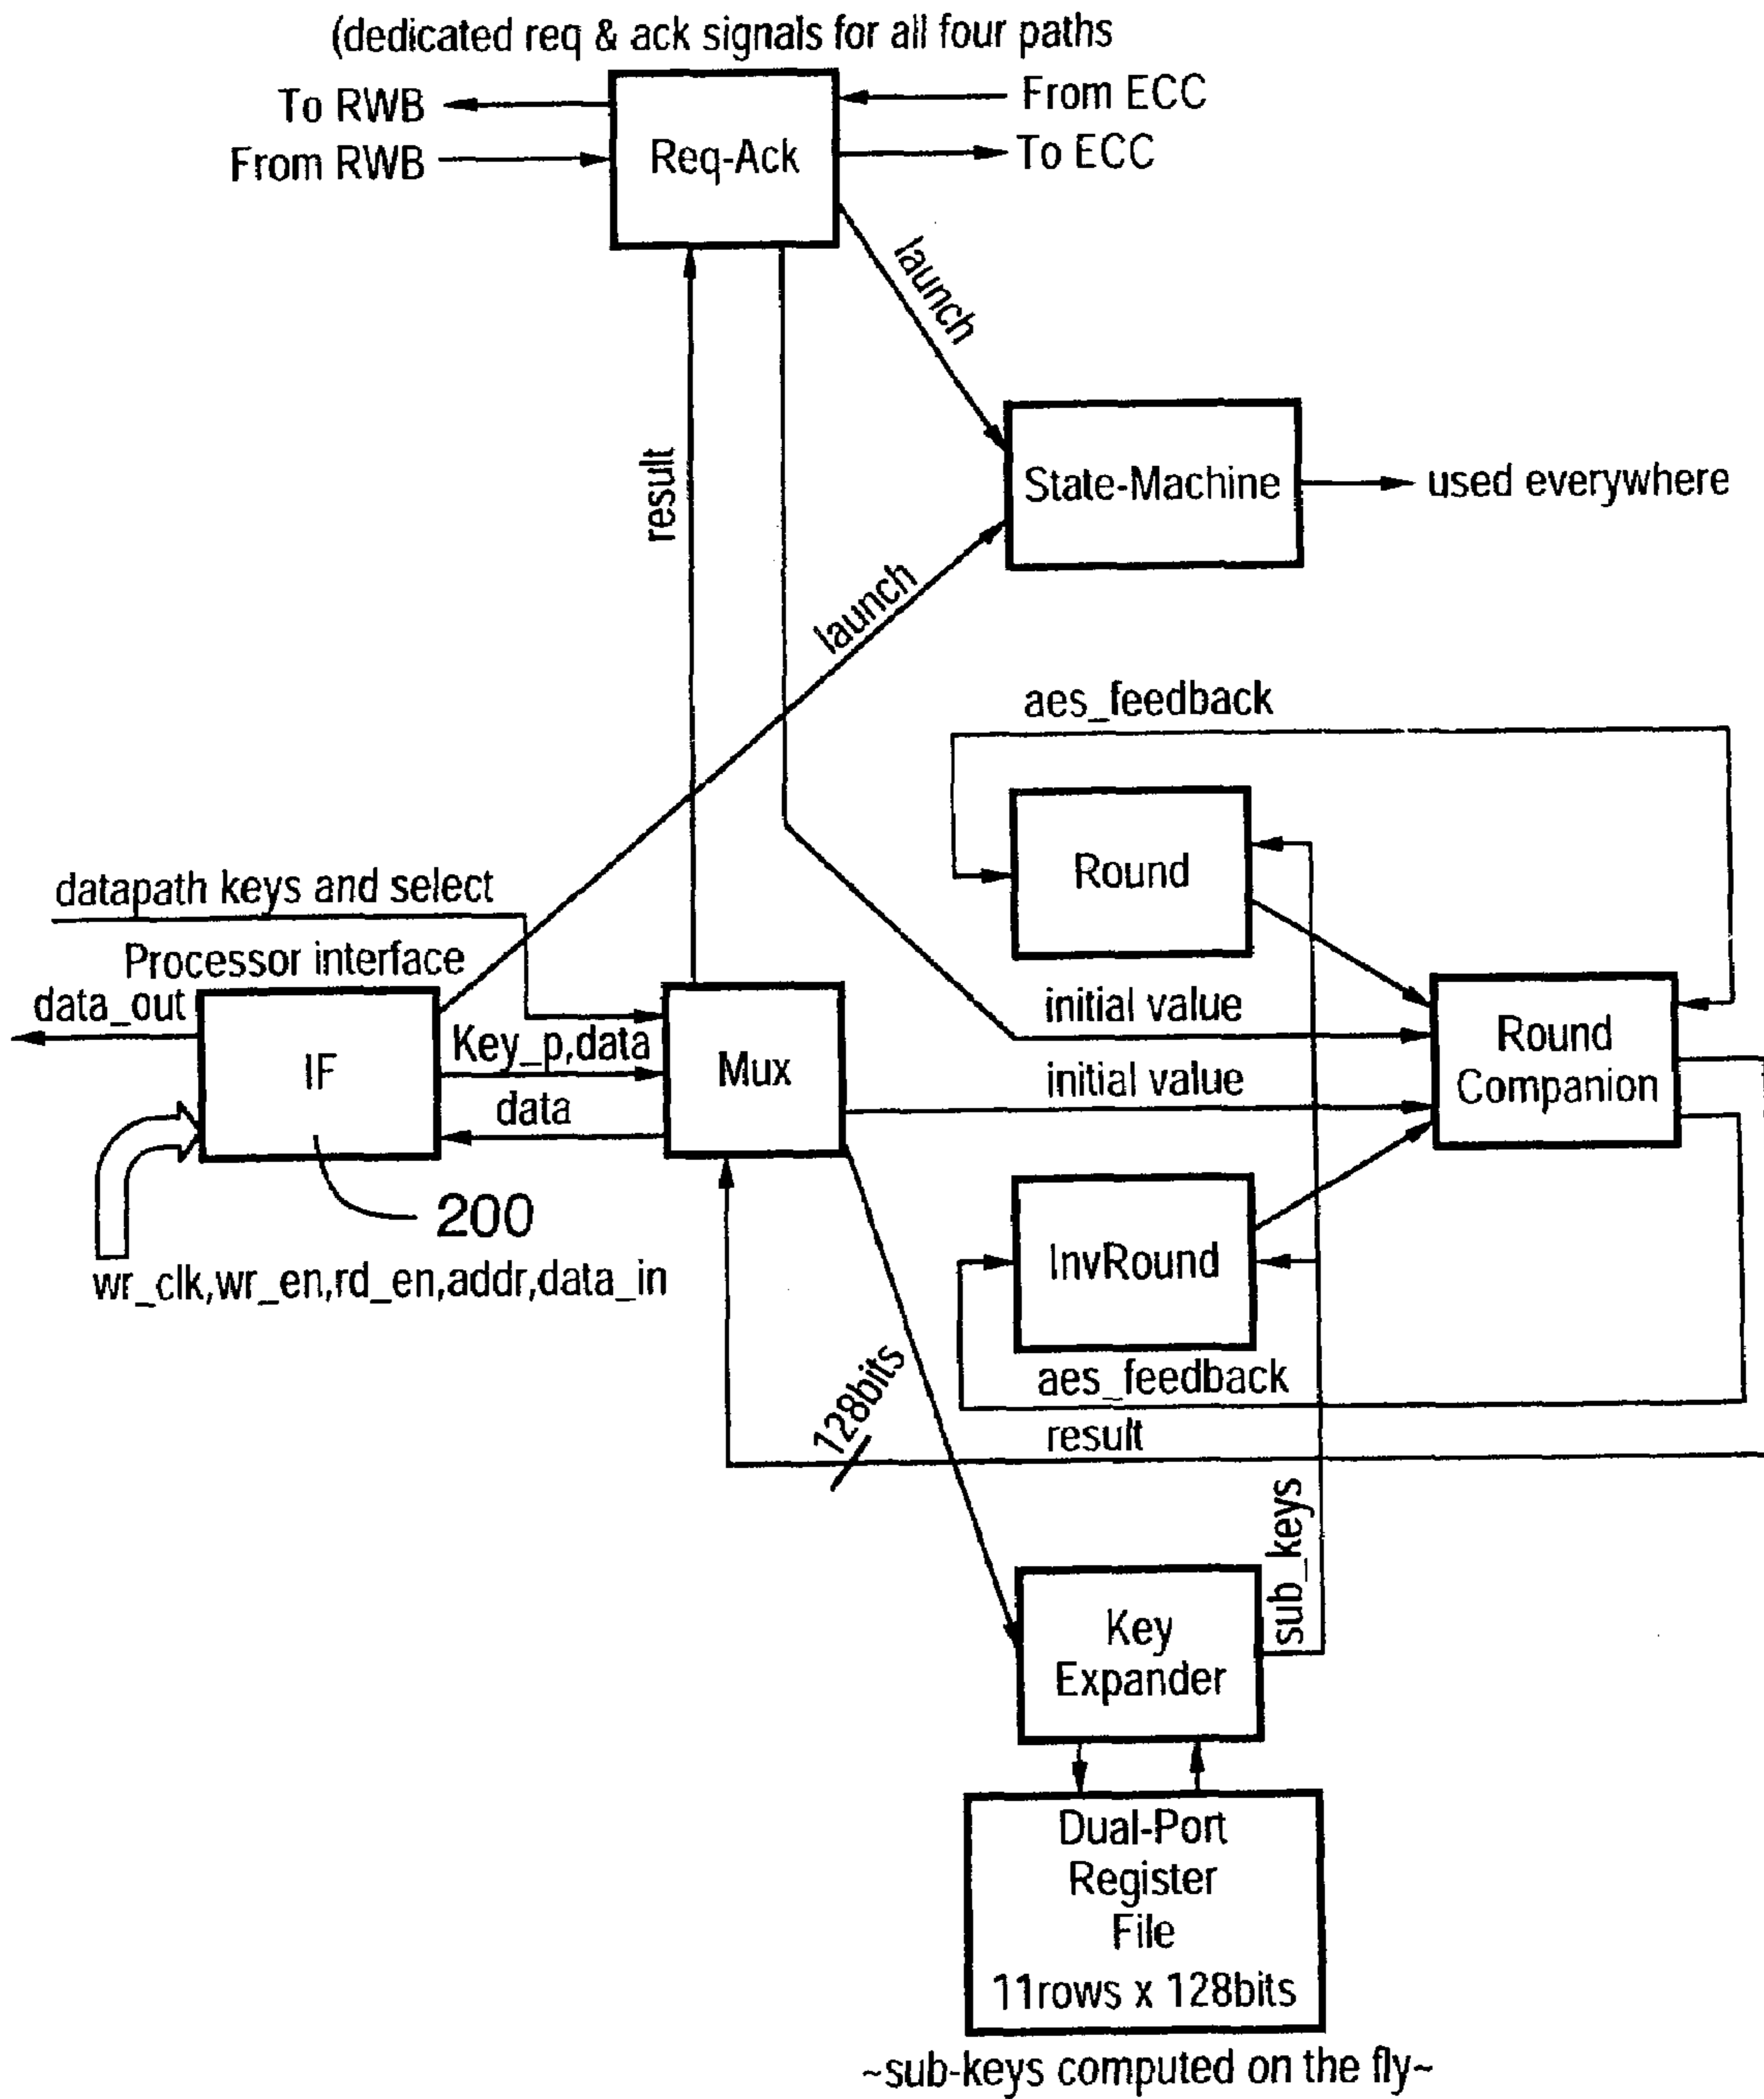 (dedicated req & ack signals for all four paths
To RWB
From ECC
From RWB
Req-Ack
To ECC
launch
State-Machine
used everywhere
result
launch
aes_feedback
Round
datapath keys and select
Processor interface
data_out
IF
Key_p,data
data
Mux
initial value
initial value
Round
Companion
200
wr_clk,wr_en,rd_en,addr,data_in
InvRound
aes_feedback
128bits
result
sub_keys
Key
Expander
Dual-Port
Register
File
11rows x 128bits
~sub-keys computed on the fly~